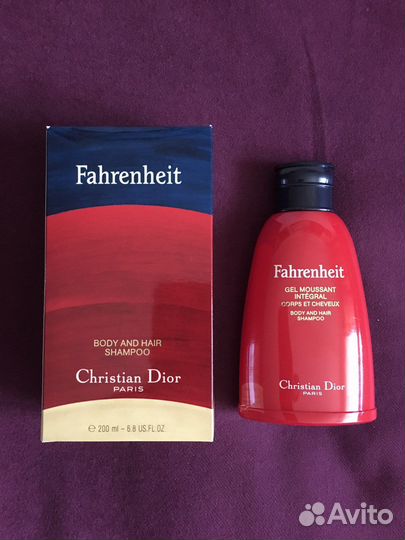 Fahrenheit
BODY AND HAIR
SHAMPOO
Christian Dior
PARIS
℮ 200 ml - 6.8 US.FL.OZ
Fahrenheit
GEL MOUSSANT
INTÉGRAL
CORPS ET CHEVEUX
BODY AND HAIR
SHAMPOO
Christian Dior
PARIS
Avito